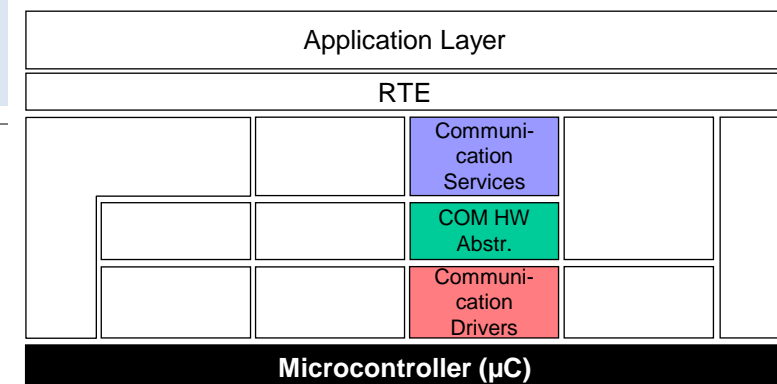 Application Layer
RTE
Communi-
cation
Services
COM HW
Abstr.
Communi-
cation
Drivers
Microcontroller (µC)